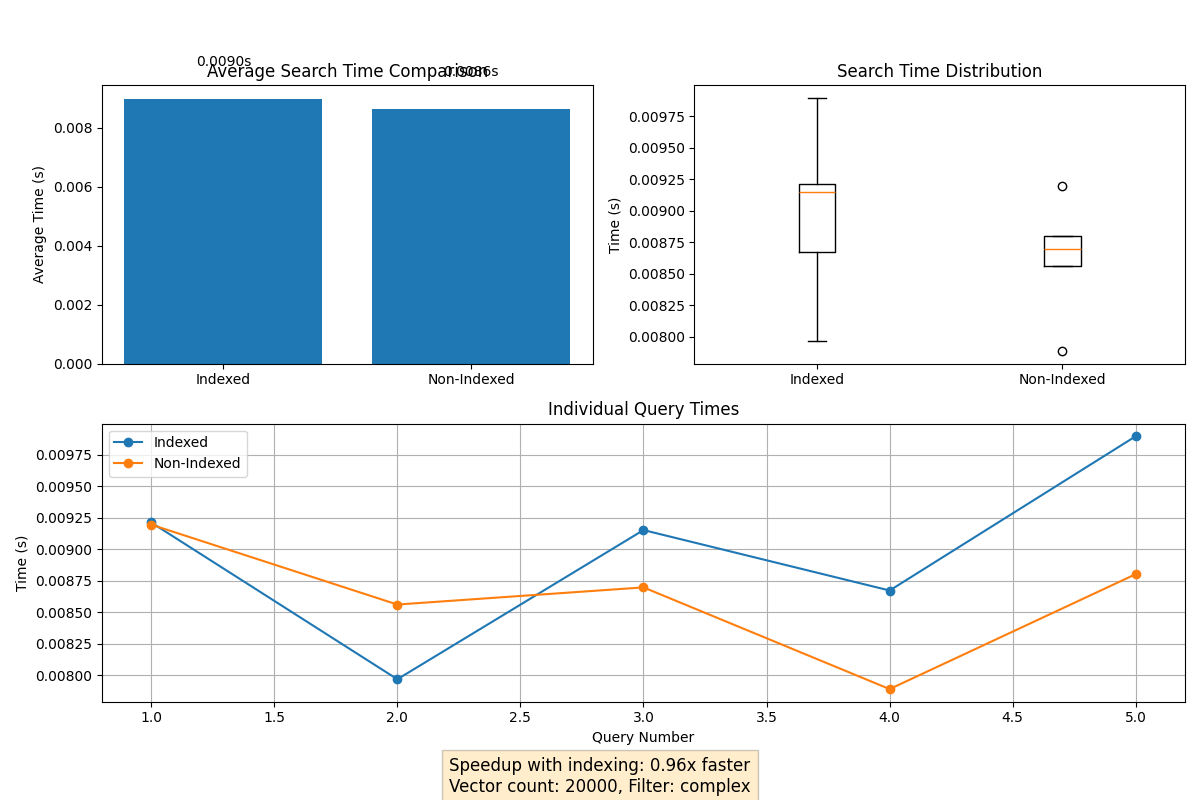 0.0090s
Average Search Time Comparison
0.0086s
Average Time (s)
0.008
0.006
0.004
0.002
0.000
Indexed
Non-Indexed
Search Time Distribution
Time (s)
0.00975
0.00950
0.00925
0.00900
0.00875
0.00850
0.00825
0.00800
Indexed
Non-Indexed
Individual Query Times
Indexed
Non-Indexed
Time (s)
0.00975
0.00950
0.00925
0.00900
0.00875
0.00850
0.00825
0.00800
1.0
1.5
2.0
2.5
3.0
3.5
4.0
4.5
5.0
Query Number
Speedup with indexing: 0.96x faster
Vector count: 20000, Filter: complex